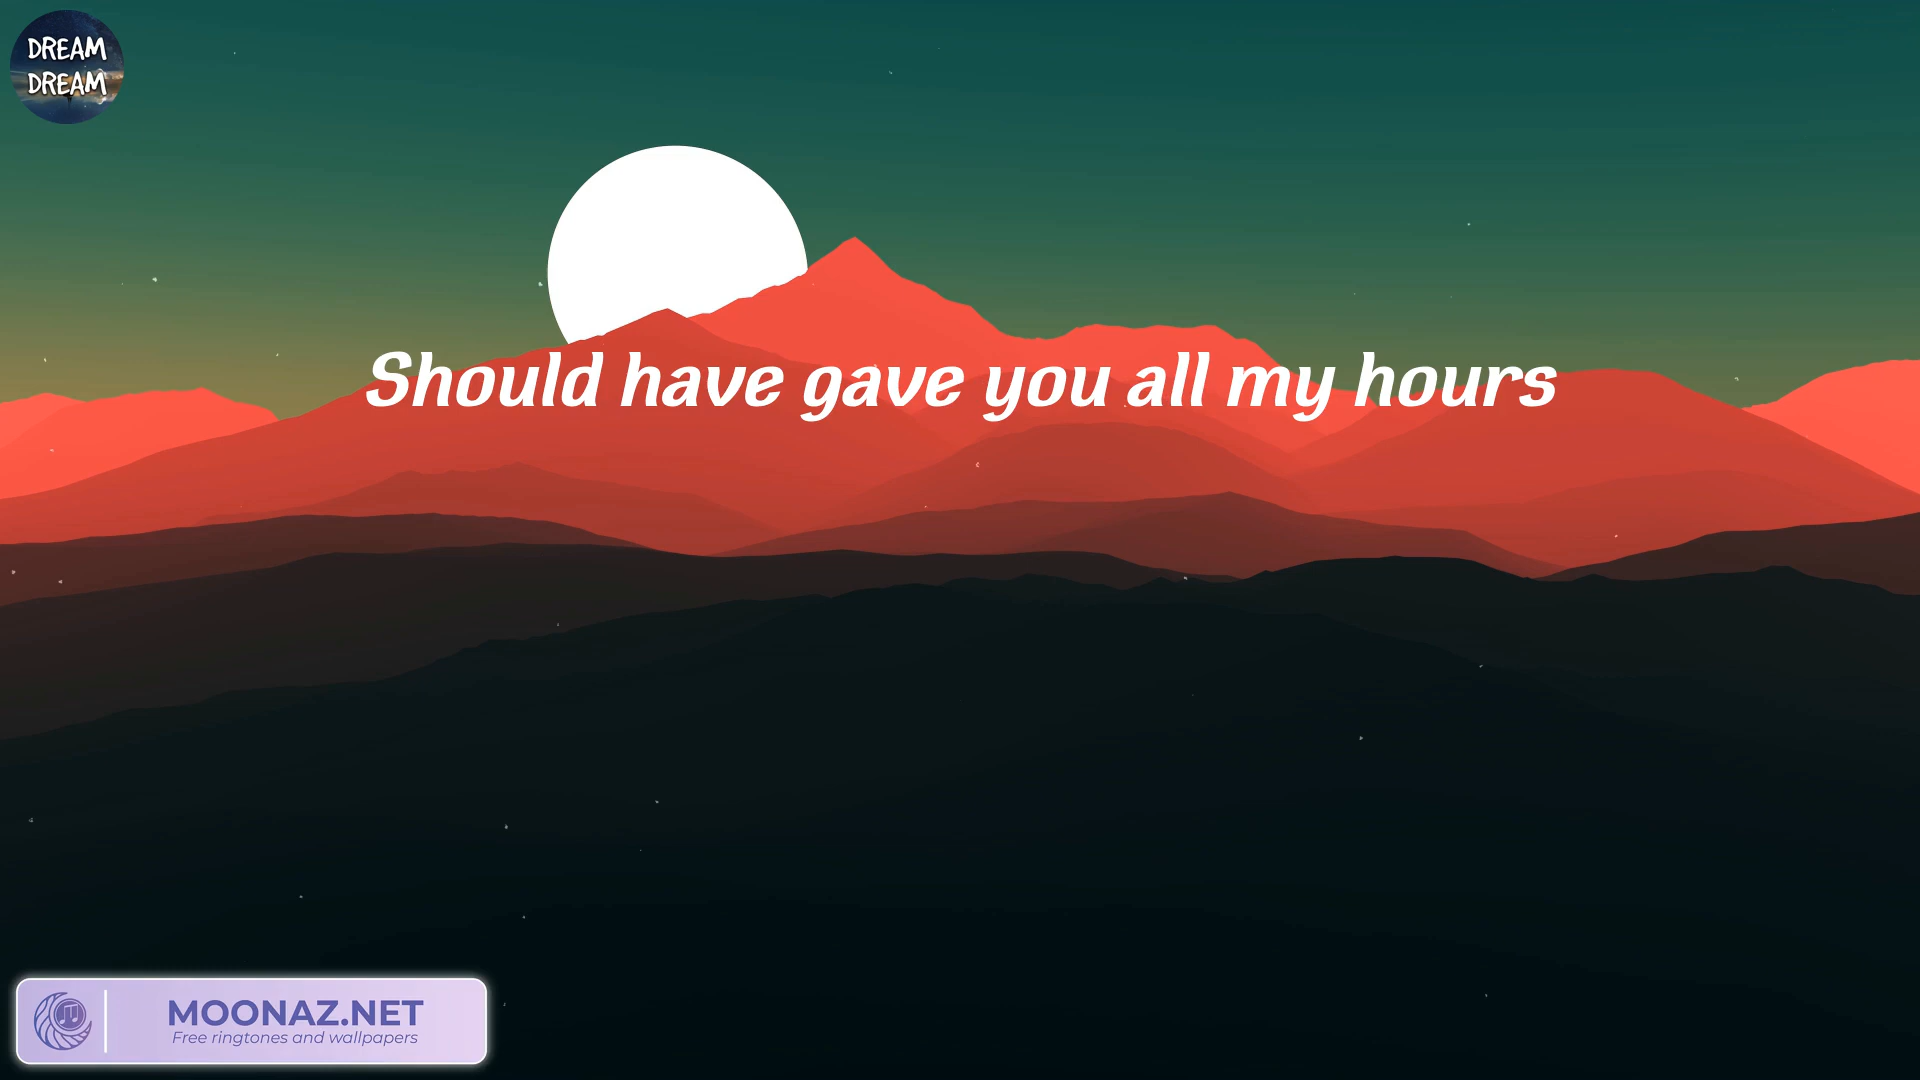 DREAM
DREAM
Should have gave you all my hours
MOONAZ.NET
Free ringtones and wallpapers